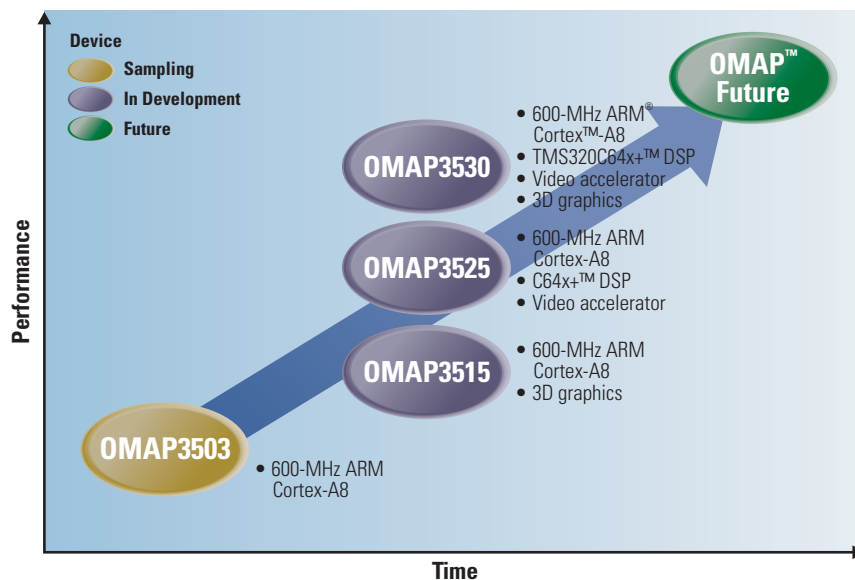 Device
Sampling
In Development
Future
OMAP™
Future
OMAP3530
• 600-MHz ARM®
Cortex™-A8
• TMS320C64x+™ DSP
• Video accelerator
• 3D graphics
OMAP3525
• 600-MHz ARM
Cortex-A8
• C64x+™ DSP
• Video accelerator
OMAP3515
• 600-MHz ARM
Cortex-A8
• 3D graphics
OMAP3503
• 600-MHz ARM
Cortex-A8
Performance
Time